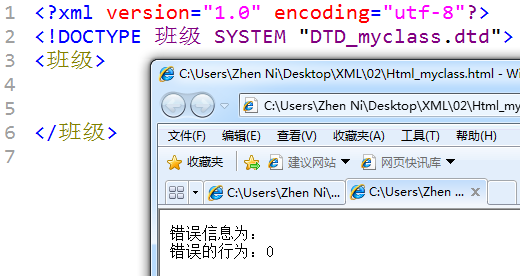 1 <?xml version="1.0" encoding="utf-8"?>
2 <!DOCTYPE 班级 SYSTEM "DTD_myclass.dtd">
3 <班级>
4
5
6 </班级>
7
C:\Users\Zhen Ni\Desktop\XML\02\Html_myclass.html - Wi
C:\Users\Zhen Ni\Desktop\XML\02\Html_my
文件(F) 编辑(E) 查看(V) 收藏夹(A) 工具(T) 帮助(H)
收藏夹 建议网站 网页快讯库
C:\Users\Zhen Ni\... C:\Users\Zhen ...
错误信息为：
错误的行为：0